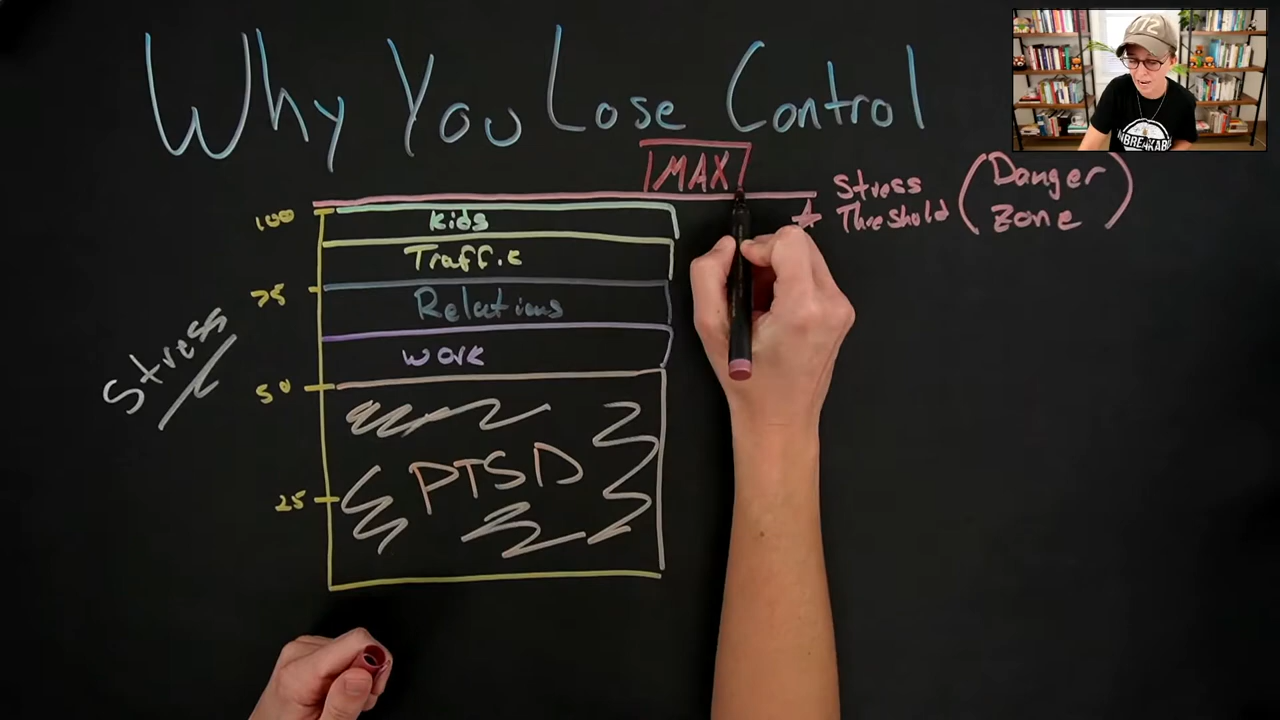 Why You Lose Control
MAX
Stress
Threshold
(Danger
Zone)
100
Kids
Traffic
75
Relations
Work
50
PTSD
25
Stress
UNBREAKABLE